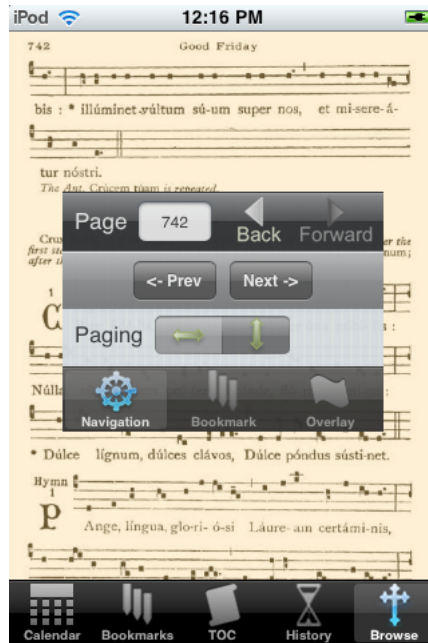 iPod 12:16 PM
742 Good Friday
bis : * illúminet vúltum sú-um super nos, et mi-sere-á-
tur nóstri.
The Ant. Crúcem túam is repeated.
Page 742 Back Forward
Cru
er the
first st
num;
after t
<- Prev Next ->
1
C
Paging
s :
Núlla
:
Navigation Bookmark Overlay
* Dúlce lígnum, dúlces clávos, Dúlce póndus sústi-net.
Hymn
1
P Ange, língua, glo-ri- ó-si Láure- am certámi-nis,
Calendar Bookmarks TOC History Browse